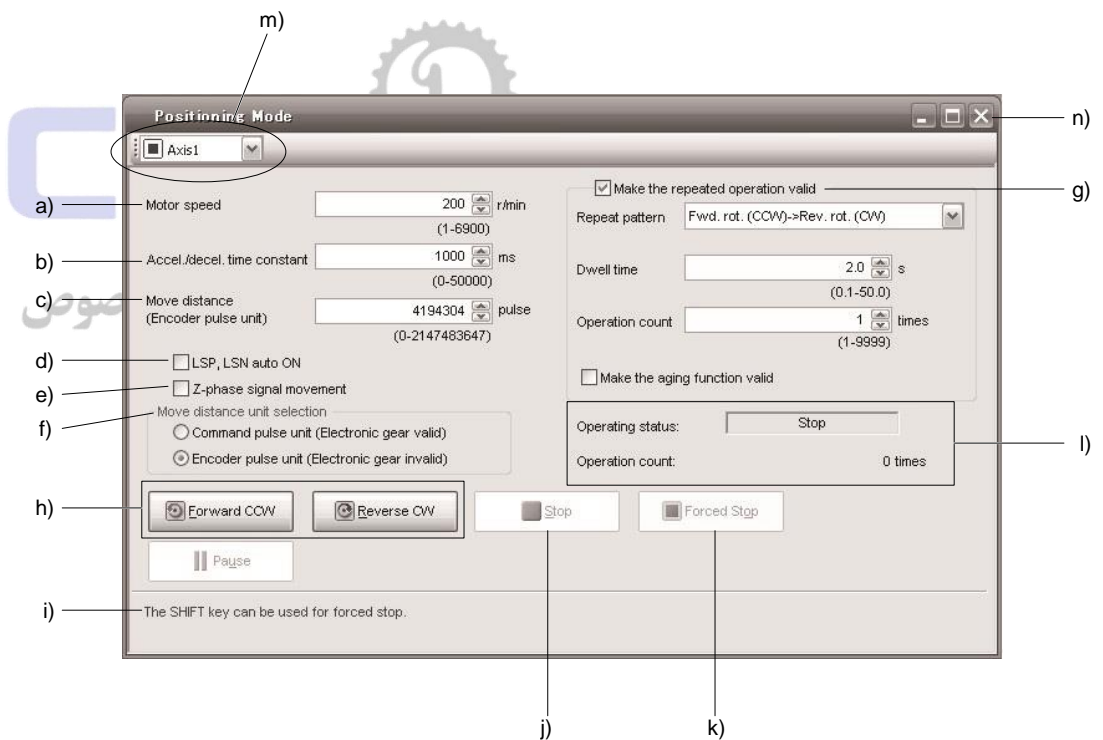 m)
Positioning Mode
n)
Axis1
a)
Motor speed
200
r/min
(1-6900)
b)
Accel./decel. time constant
1000
ms
(0-50000)
c)
Move distance
(Encoder pulse unit)
4194304
pulse
(0-2147483647)
d)
LSP, LSN auto ON
e)
Z-phase signal movement
f)
Move distance unit selection
Command pulse unit (Electronic gear valid)
Encoder pulse unit (Electronic gear invalid)
g)
Make the repeated operation valid
Repeat pattern
Fwd. rot. (CCW)->Rev. rot. (CW)
Dwell time
2.0
s
(0.1-50.0)
Operation count
1
times
(1-9999)
Make the aging function valid
l)
Operating status:
Stop
Operation count:
0 times
h)
Forward CCW
Reverse CW
Stop
Forced Stop
Pause
i)
The SHIFT key can be used for forced stop.
j)
k)